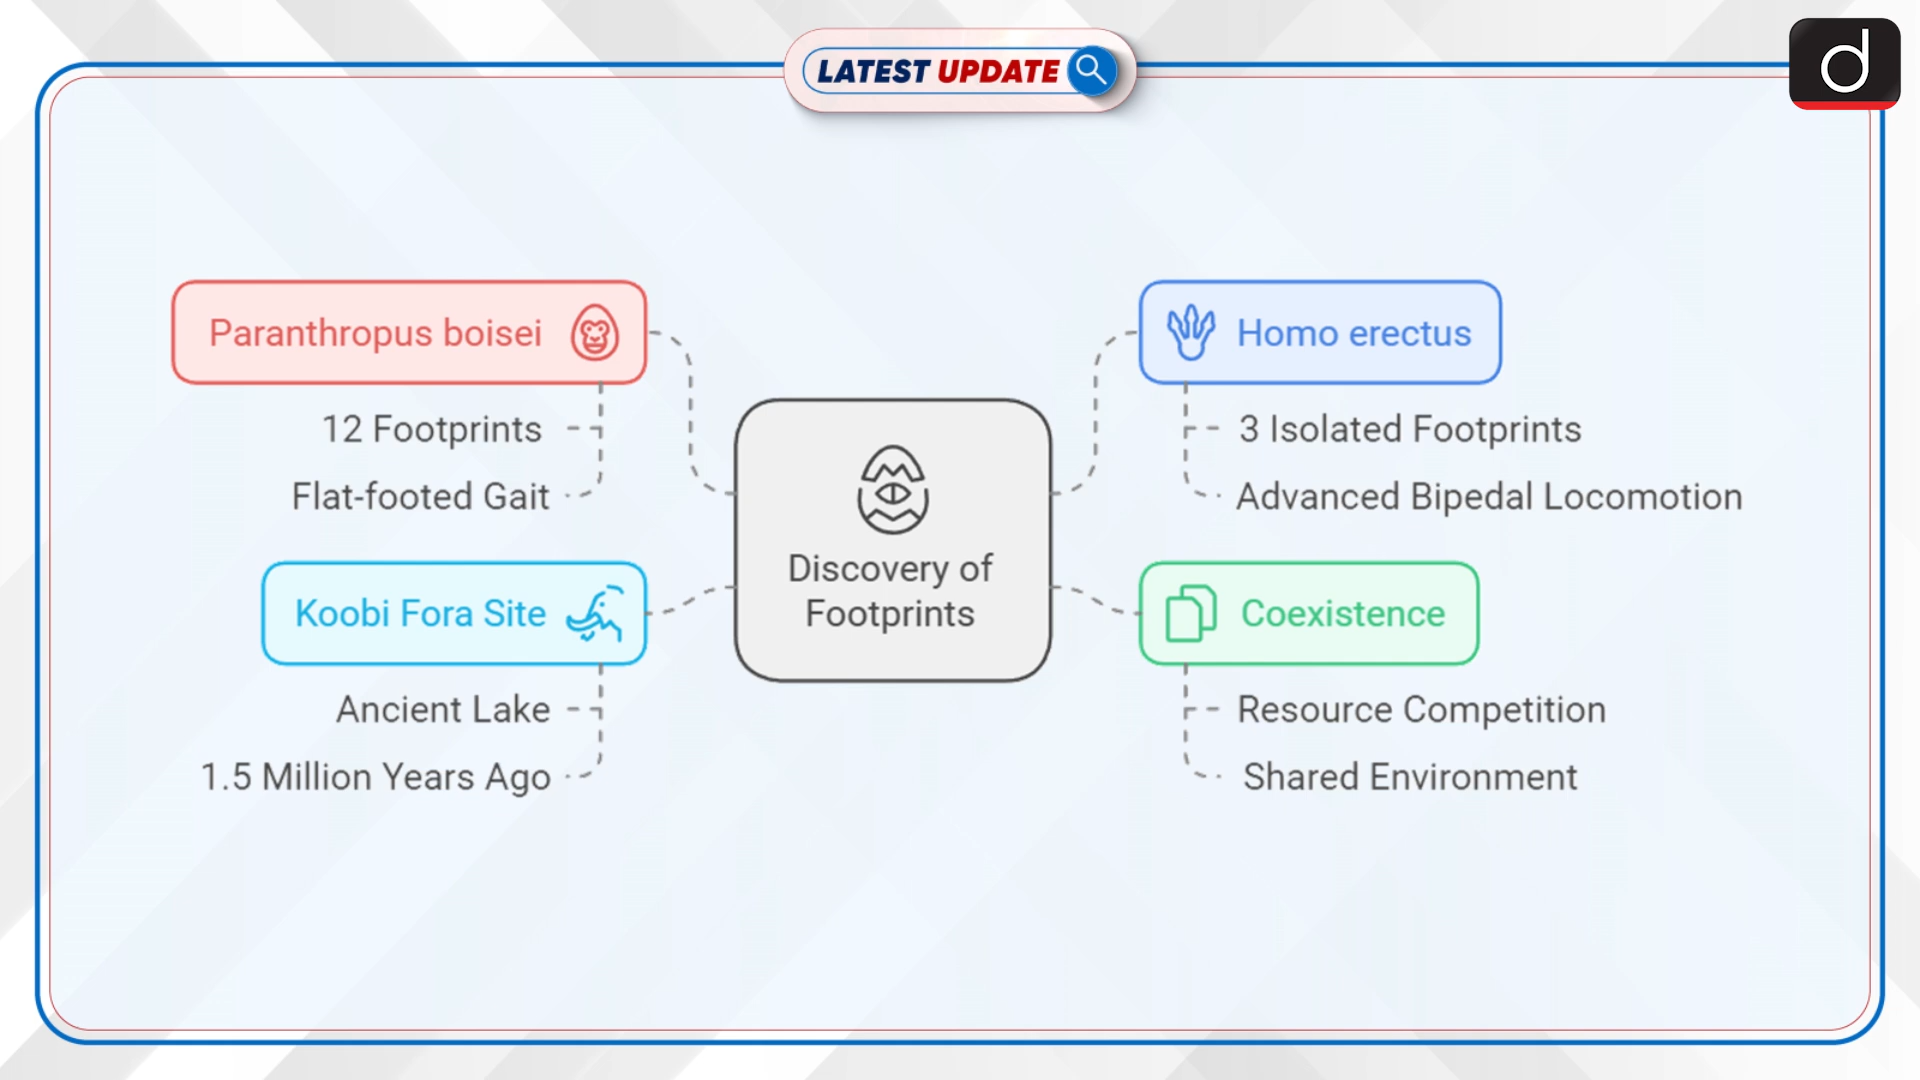 LATEST UPDATE
d
Paranthropus boisei
12 Footprints
Flat-footed Gait
Koobi Fora Site
Ancient Lake
1.5 Million Years Ago
Discovery of
Footprints
Homo erectus
3 Isolated Footprints
Advanced Bipedal Locomotion
Coexistence
Resource Competition
Shared Environment